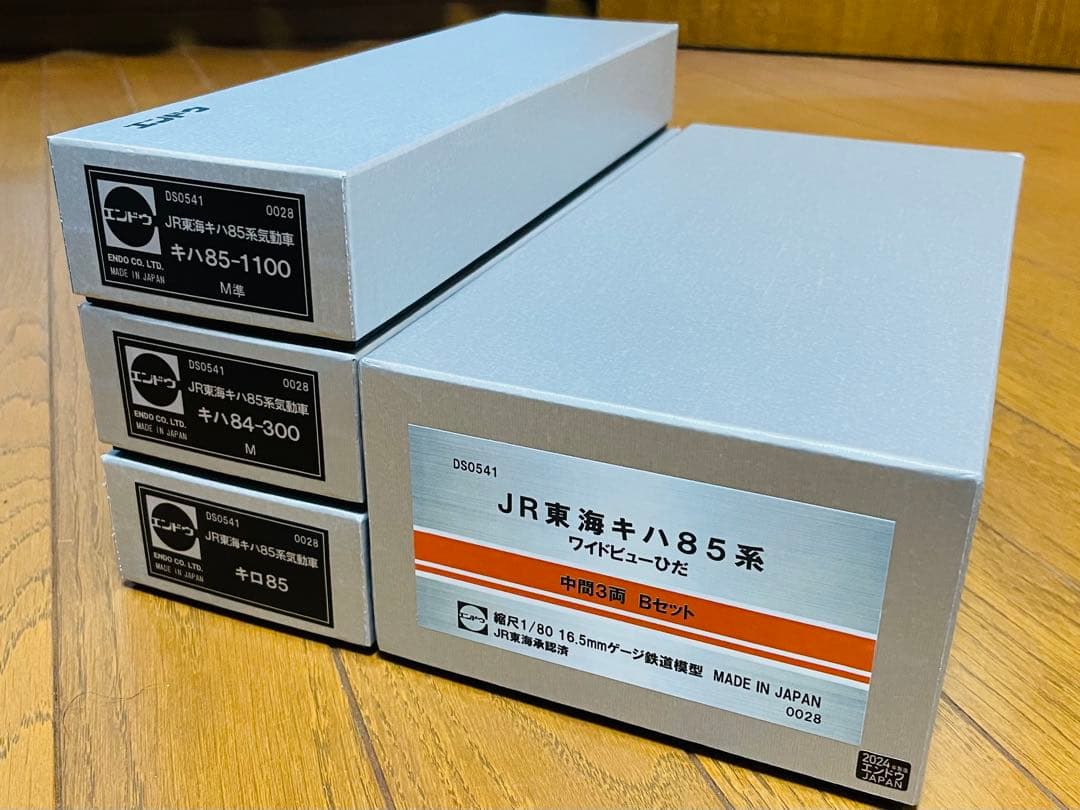 エンドウ
エンドウ
DS0541
0028
JR東海キハ85系気動車
キハ85-1100
M準
ENDO CO. LTD.
MADE IN JAPAN
エンドウ
DS0541
0028
JR東海キハ85系気動車
キハ84-300
M
ENDO CO. LTD.
MADE IN JAPAN
エンドウ
DS0541
0028
JR東海キハ85系気動車
キロ85
ENDO CO. LTD.
MADE IN JAPAN
DS0541
JR東海キハ85系
ワイドビューひだ
中間3両 Bセット
エンドウ
縮尺1/80 16.5mmゲージ鉄道模型 MADE IN JAPAN
JR東海承認済
0028
2024
エンドウ
JAPAN